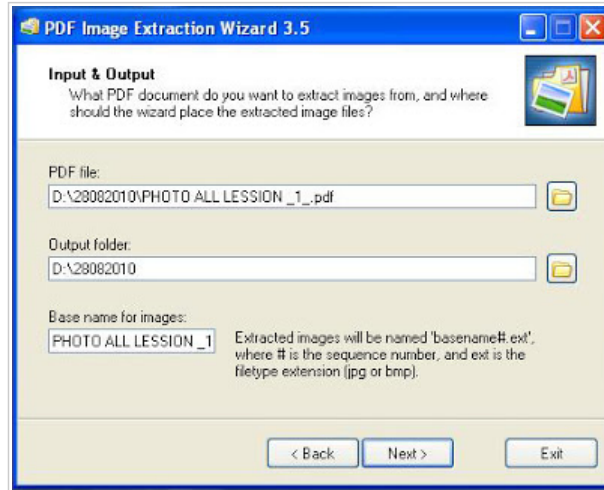 PDF Image Extraction Wizard 3.5
Input & Output
What PDF document do you want to extract images from, and where
should the wizard place the extracted image files?
PDF file:
D:\28082010\PHOTO ALL LESSION _1_.pdf
Output folder:
D:\28082010
Base name for images:
PHOTO ALL LESSION _1
Extracted images will be named 'basename#.ext',
where # is the sequence number, and ext is the
filetype extension (jpg or bmp).
< Back
Next >
Exit